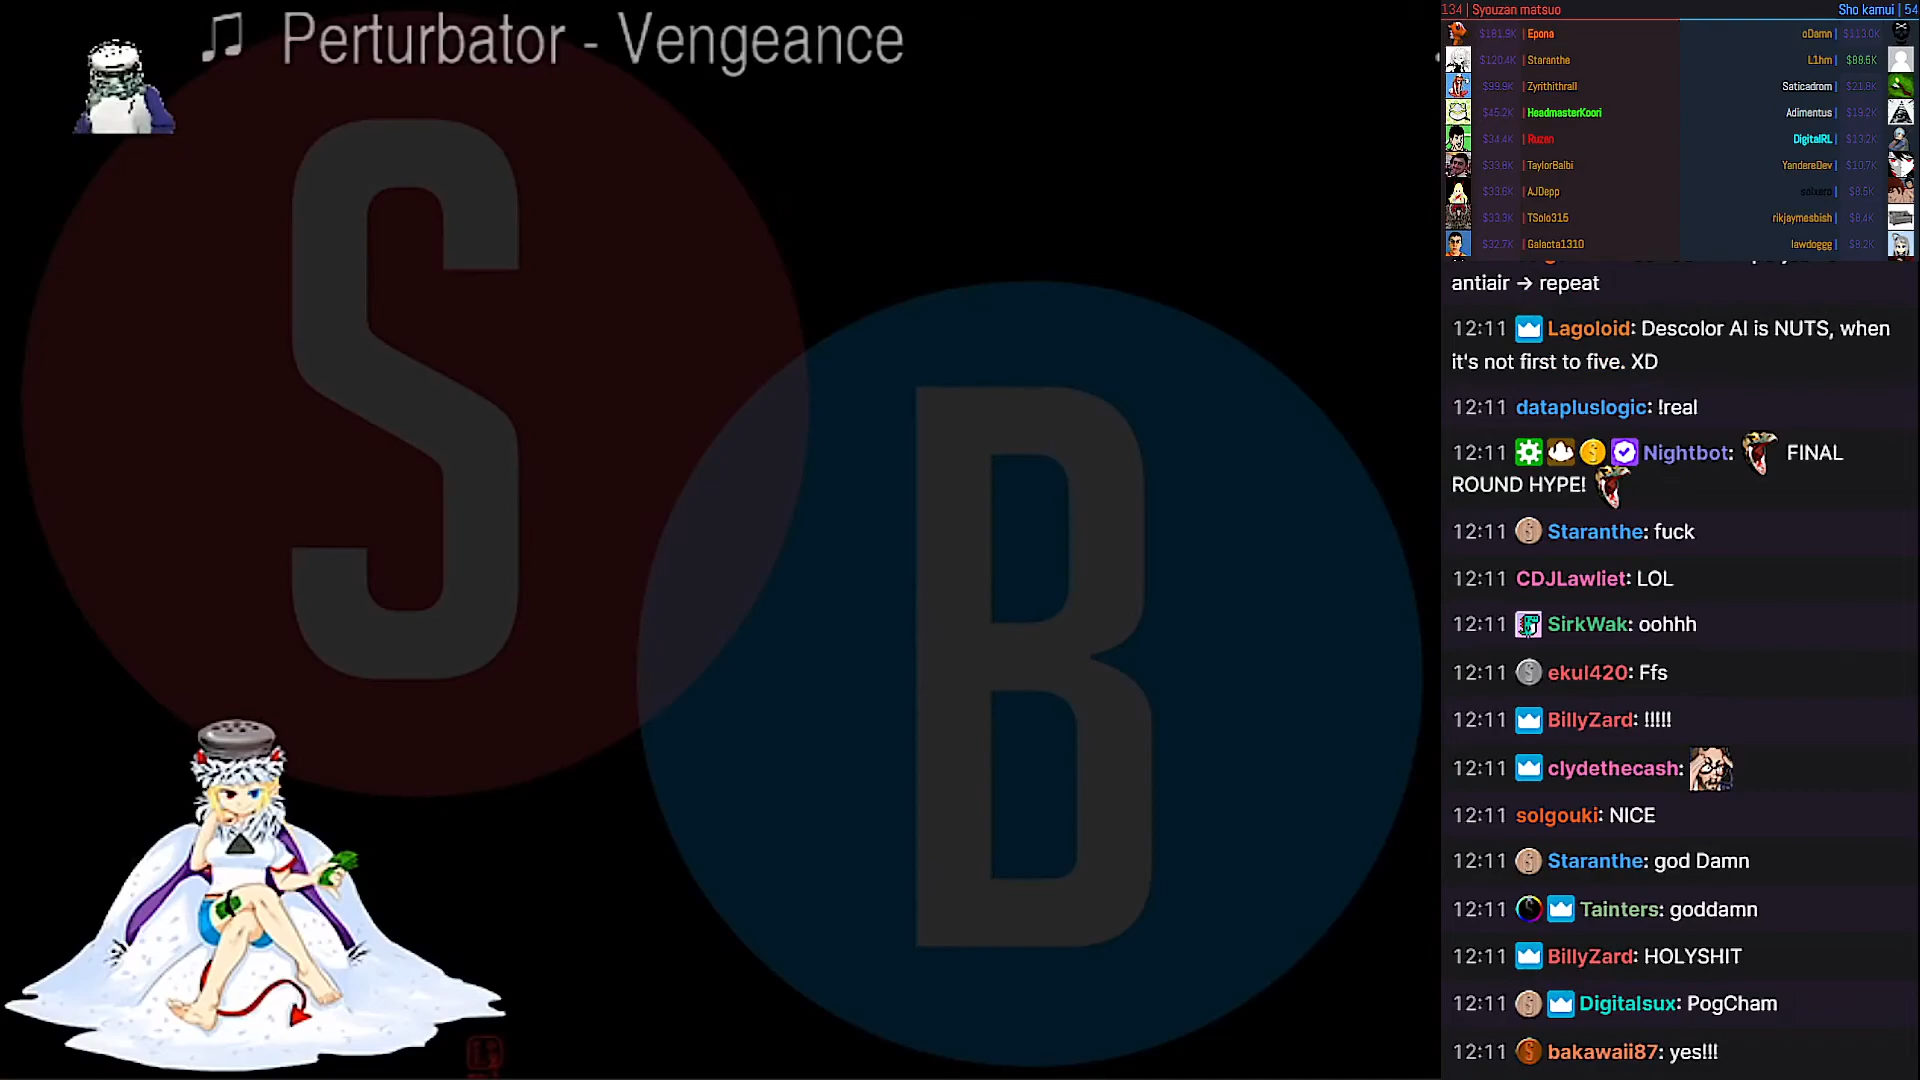 ♫ Perturbator - Vengeance
S
B
134 | Syouzan matsuo
Sho kamui | 54
$181.9K | Epona
oDamn | $113.0K
$120.4K | Staranthe
L1hm | $88.5K
$99.9K | Zyrithithrall
Saticadrom | $21.8K
$45.2K | HeadmasterKoori
Adimentus | $19.2K
$34.4K | Ruzen
DigitalRL | $13.2K
$33.8K | TaylorBalbi
YandereDev | $10.7K
$33.6K | AJDepp
solxero | $8.5K
$33.3K | TSolo315
rikjaymesbish | $8.4K
$32.7K | Galacta1310
lawdoggg | $8.2K
antiair → repeat
12:11 Lagoloid: Descolor AI is NUTS, when
it's not first to five. XD
12:11 datapluslogic: !real
12:11 Nightbot: FINAL
ROUND HYPE!
12:11 Staranthe: fuck
12:11 CDJLawliet: LOL
12:11 SirkWak: oohhh
12:11 ekul420: Ffs
12:11 BillyZard: !!!!!
12:11 clydethecash:
12:11 solgouki: NICE
12:11 Staranthe: god Damn
12:11 Tainters: goddamn
12:11 BillyZard: HOLYSHIT
12:11 Digitalsux: PogCham
12:11 bakawaii87: yes!!!